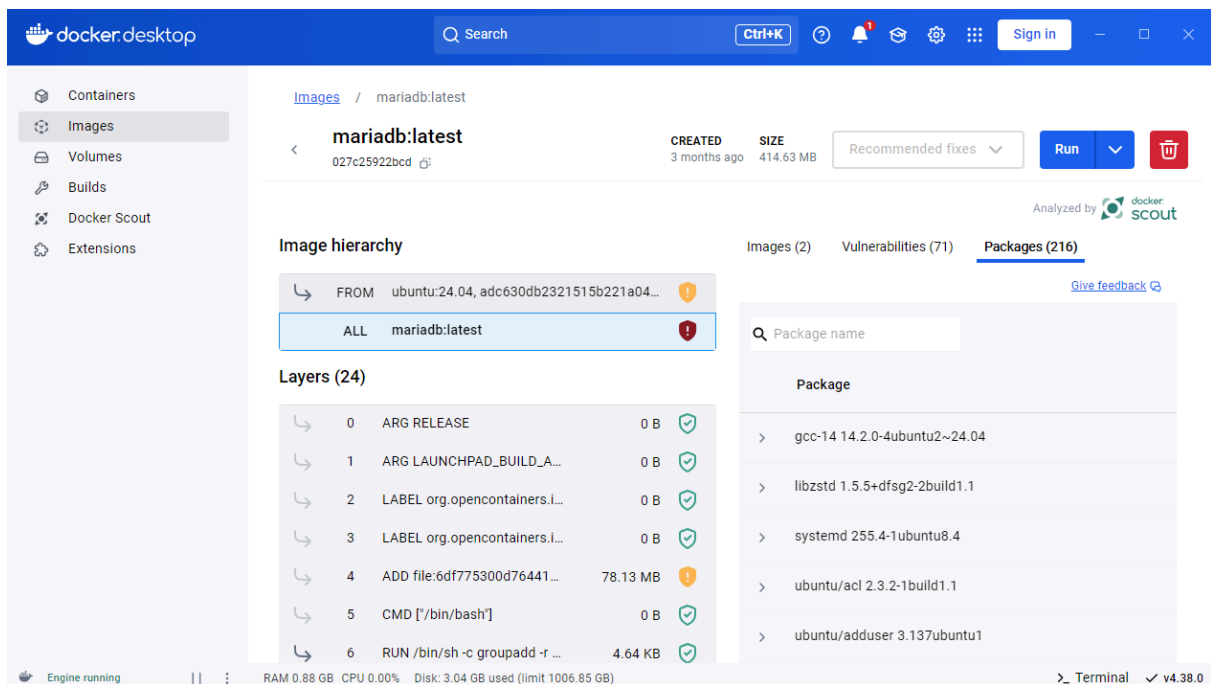 docker.desktop
Search
Ctrl+K
1
Sign in
Containers
Images
Volumes
Builds
Docker Scout
Extensions
Images / mariadb:latest
mariadb:latest
027c25922bcd
CREATED
3 months ago
SIZE
414.63 MB
Recommended fixes
Run
Analyzed by docker scout
Image hierarchy
FROM ubuntu:24.04, adc630db2321515b221a04...
ALL mariadb:latest
Layers (24)
0 ARG RELEASE 0 B
1 ARG LAUNCHPAD_BUILD_A... 0 B
2 LABEL org.opencontainers.i... 0 B
3 LABEL org.opencontainers.i... 0 B
4 ADD file:6df775300d76441... 78.13 MB
5 CMD ["/bin/bash"] 0 B
6 RUN /bin/sh -c groupadd -r ... 4.64 KB
Images (2) Vulnerabilities (71) Packages (216)
Give feedback
Package name
Package
gcc-14 14.2.0-4ubuntu2~24.04
libzstd 1.5.5+dfsg2-2build1.1
systemd 255.4-1ubuntu8.4
ubuntu/acl 2.3.2-1build1.1
ubuntu/adduser 3.137ubuntu1
Engine running
RAM 0.88 GB CPU 0.00% Disk: 3.04 GB used (limit 1006.85 GB)
Terminal
v4.38.0